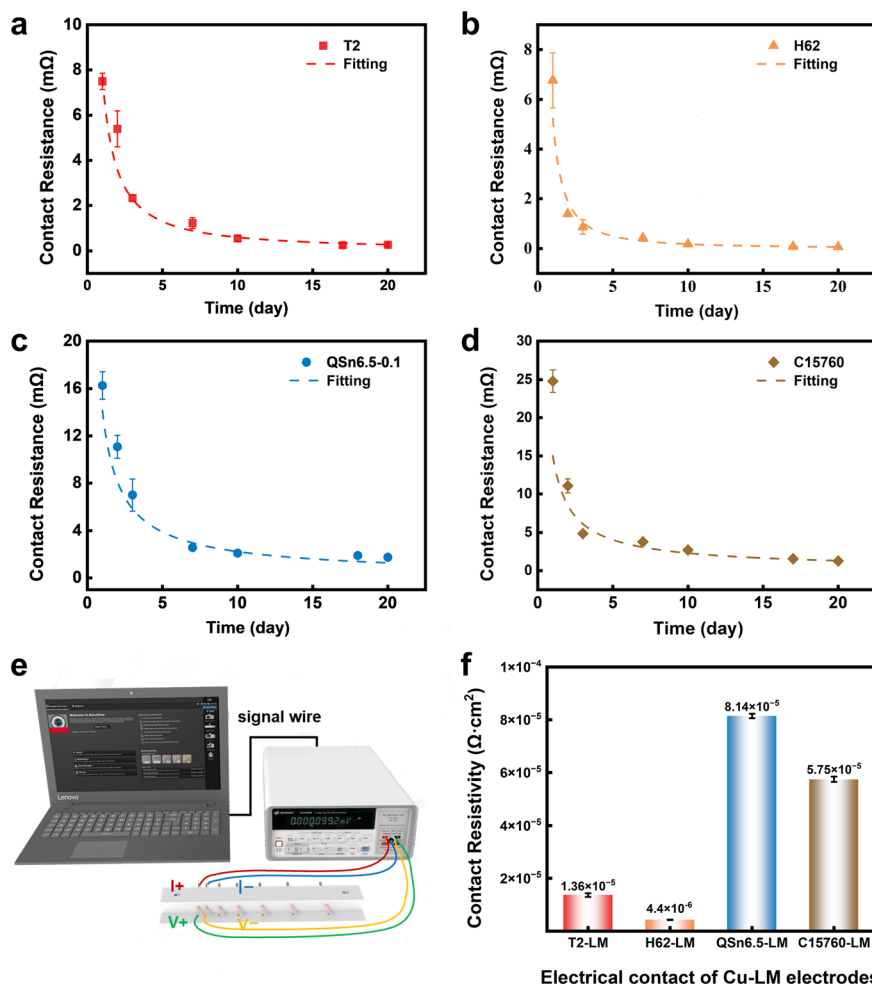 a
T2
Fitting
Contact Resistance (mΩ)
10
8
6
4
2
0
0 5 10 15 20
Time (day)
b
H62
Fitting
Contact Resistance (mΩ)
8
6
4
2
0
0 5 10 15 20
Time (day)
c
QSn6.5-0.1
Fitting
Contact Resistance (mΩ)
20
16
12
8
4
0
0 5 10 15 20
Time (day)
d
C15760
Fitting
Contact Resistance (mΩ)
30
25
20
15
10
5
0
0 5 10 15 20
Time (day)
e
signal wire
Lenovo
0000.099.2mV
I+
I−
V+
V−
f
Contact Resistivity (Ω·cm²)
1×10⁻⁴
8×10⁻⁵
6×10⁻⁵
4×10⁻⁵
2×10⁻⁵
1.36×10⁻⁵
4.4×10⁻⁶
8.14×10⁻⁵
5.75×10⁻⁵
T2-LM H62-LM QSn6.5-LM C15760-LM
Electrical contact of Cu-LM electrodes